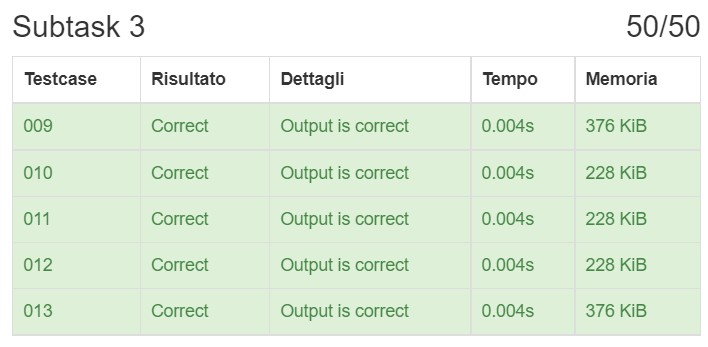 Subtask 3 50/50
Testcase Risultato Dettagli Tempo Memoria
009 Correct Output is correct 0.004s 376 KiB
010 Correct Output is correct 0.004s 228 KiB
011 Correct Output is correct 0.004s 228 KiB
012 Correct Output is correct 0.004s 228 KiB
013 Correct Output is correct 0.004s 376 KiB